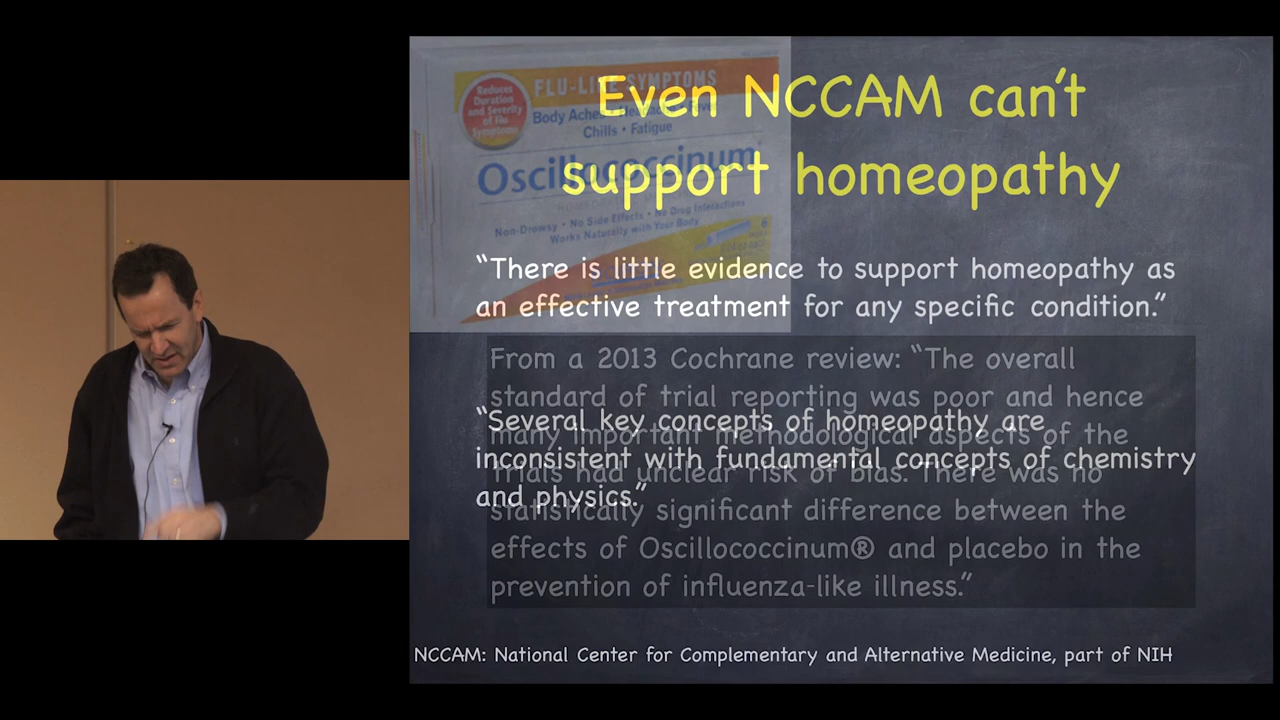 Even NCCAM can't
support homeopathy
"There is little evidence to support homeopathy as
an effective treatment for any specific condition."
"Several key concepts of homeopathy are
inconsistent with fundamental concepts of chemistry
and physics."
NCCAM: National Center for Complementary and Alternative Medicine, part of NIH
Reduces
Duration
and Severity
of Flu
Symptoms
FLU-LIKE SYMPTOMS
Body Aches • Headache • Fever
Chills • Fatigue
Oscillococcinum
Non-Drowsy • No Side Effects • No Drug Interactions
Works Naturally with Your Body
6
From a 2013 Cochrane review: "The overall
standard of trial reporting was poor and hence
many important methodological aspects of the
trials had unclear risk of bias. There was no
statistically significant difference between the
effects of Oscillococcinum® and placebo in the
prevention of influenza-like illness."